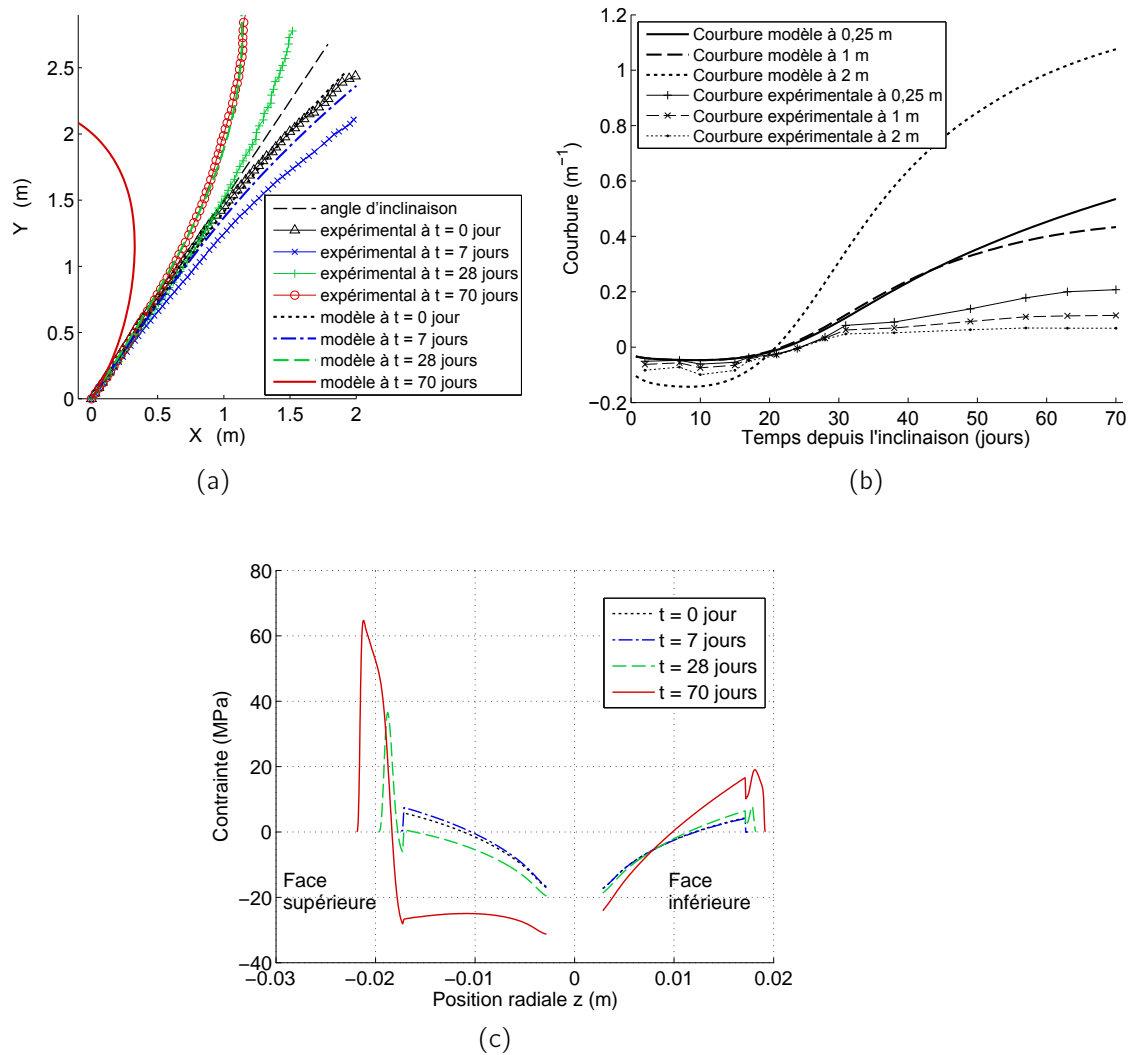 (a)
Y (m)
2.5
2
1.5
1
0.5
0
0
0.5
1
1.5
2
X (m)
angle d'inclinaison
expérimental à t = 0 jour
expérimental à t = 7 jours
expérimental à t = 28 jours
expérimental à t = 70 jours
modèle à t = 0 jour
modèle à t = 7 jours
modèle à t = 28 jours
modèle à t = 70 jours
(a)
(b)
Courbure (m⁻¹)
1.2
1
0.8
0.6
0.4
0.2
0
−0.2
0
10
20
30
40
50
60
70
Temps depuis l'inclinaison (jours)
Courbure modèle à 0,25 m
Courbure modèle à 1 m
Courbure modèle à 2 m
Courbure expérimentale à 0,25 m
Courbure expérimentale à 1 m
Courbure expérimentale à 2 m
(b)
Contrainte (MPa)
80
60
40
20
0
−20
−40
−0.03
−0.02
−0.01
0
0.01
0.02
Position radiale z (m)
t = 0 jour
t = 7 jours
t = 28 jours
t = 70 jours
Face
supérieure
Face
inférieure
(c)